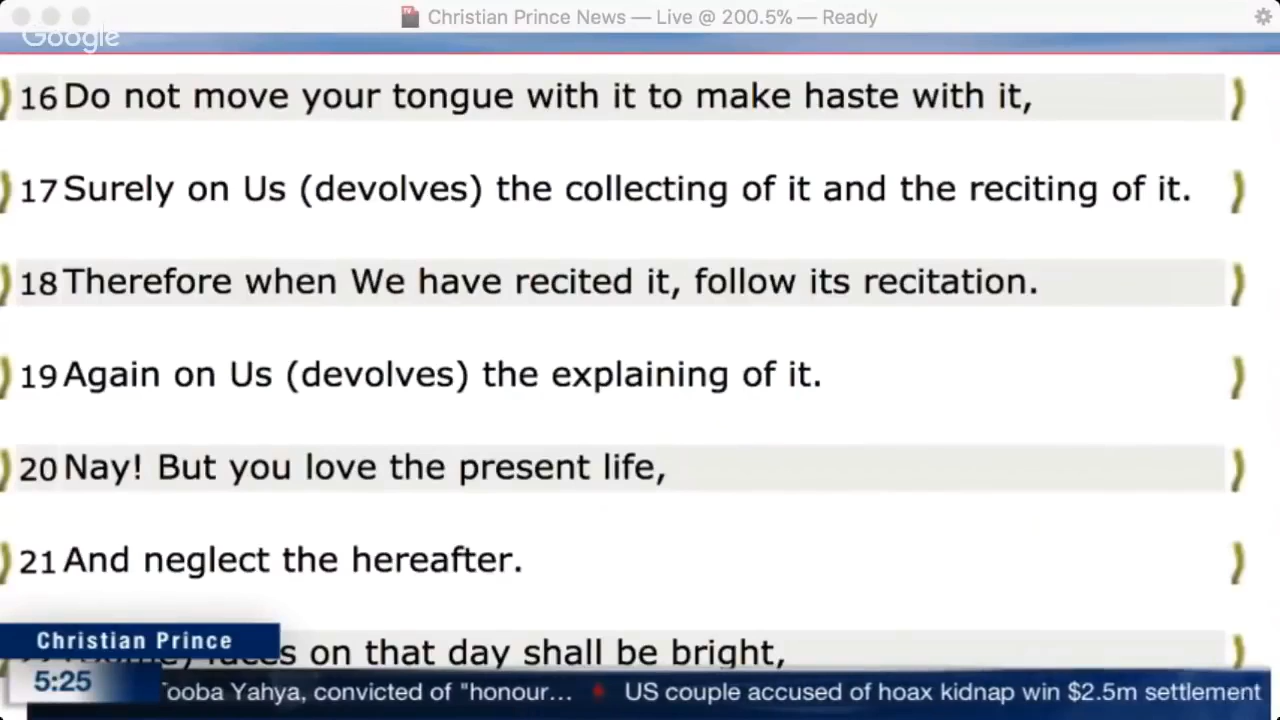 Christian Prince News — Live @ 200.5% — Ready
Google
16 Do not move your tongue with it to make haste with it,
17 Surely on Us (devolves) the collecting of it and the reciting of it.
18 Therefore when We have recited it, follow its recitation.
19 Again on Us (devolves) the explaining of it.
20 Nay! But you love the present life,
21 And neglect the hereafter.
on that day shall be bright,
Christian Prince
5:25
Tooba Yahya, convicted of "honour... US couple accused of hoax kidnap win $2.5m settlement